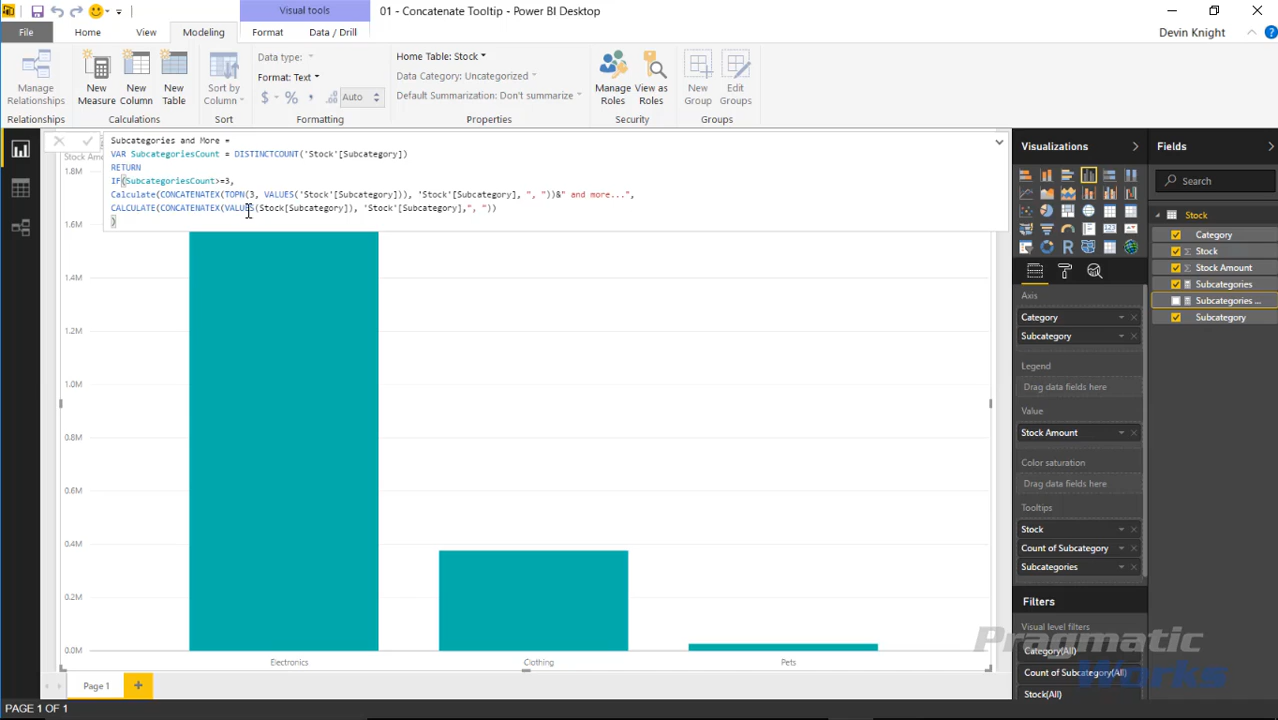 Visual tools
01 - Concatenate Tooltip - Power BI Desktop
File
Home
View
Modeling
Format
Data / Drill
Devin Knight
Manage
Relationships
Relationships
New
Measure
New
Column
New
Table
Calculations
Sort by
Column
Sort
Data type:
Format: Text
$ % , Auto
Formatting
Home Table: Stock
Data Category: Uncategorized
Default Summarization: Don't summarize
Properties
Manage
Roles
View as
Roles
Security
New
Group
Edit
Groups
Groups
Subcategories and More =
VAR SubcategoriesCount = DISTINCTCOUNT('Stock'[Subcategory])
RETURN
IF(SubcategoriesCount>=3,
Calculate(CONCATENATEX(TOPN(3, VALUES('Stock'[Subcategory])), 'Stock'[Subcategory], ", "))&" and more...",
CALCULATE(CONCATENATEX(VALUES(Stock[Subcategory]), 'Stock'[Subcategory],", "))
)
Stock Am
1.8M
1.6M
1.4M
1.2M
1.0M
0.8M
0.6M
0.4M
0.2M
0.0M
Electronics
Clothing
Pets
Visualizations
R
Axis
Category
Subcategory
Legend
Drag data fields here
Value
Stock Amount
Color saturation
Drag data fields here
Tooltips
Stock
Count of Subcategory
Subcategories
Filters
Visual level filters
Category(All)
Count of Subcategory(All)
Stock(All)
Fields
Search
Stock
Category
Stock
Stock Amount
Subcategories
Subcategories ...
Subcategory
Pragmatic
Works
Page 1
PAGE 1 OF 1